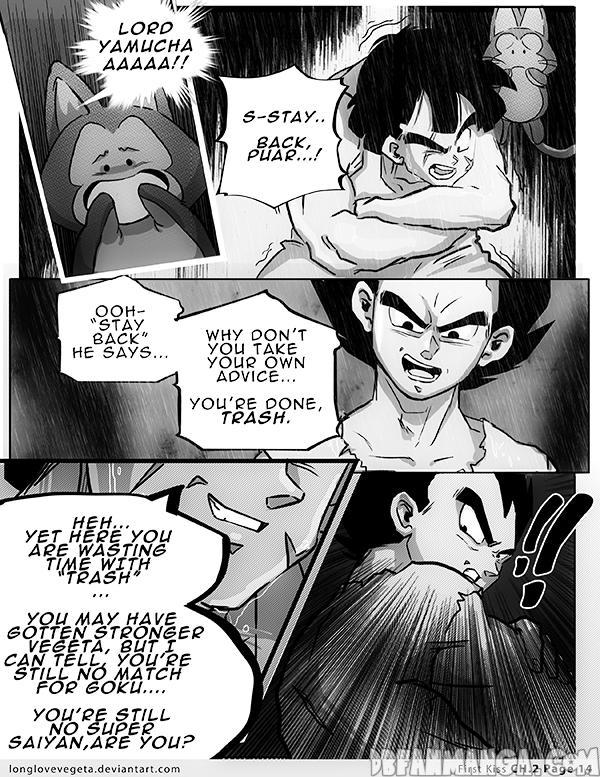 LORD
YAMUCHA
AAAAA!!
S-STAY..
BACK,
PUAR...!
OOH-
"STAY
BACK"
HE SAYS...
WHY DON'T
YOU TAKE
YOUR OWN
ADVICE...
YOU'RE DONE,
TRASH.
HEH...
YET HERE YOU
ARE WASTING
TIME WITH
"TRASH"
...
YOU MAY HAVE
GOTTEN STRONGER
VEGETA, BUT I
CAN TELL, YOU'RE
STILL NO MATCH
FOR GOKU....
YOU'RE STILL
NO SUPER
SAIYAN,ARE YOU?
!!
longlovevegeta.deviantart.com
First Kiss CH.2 Page 14
DBFANMANGA.COM